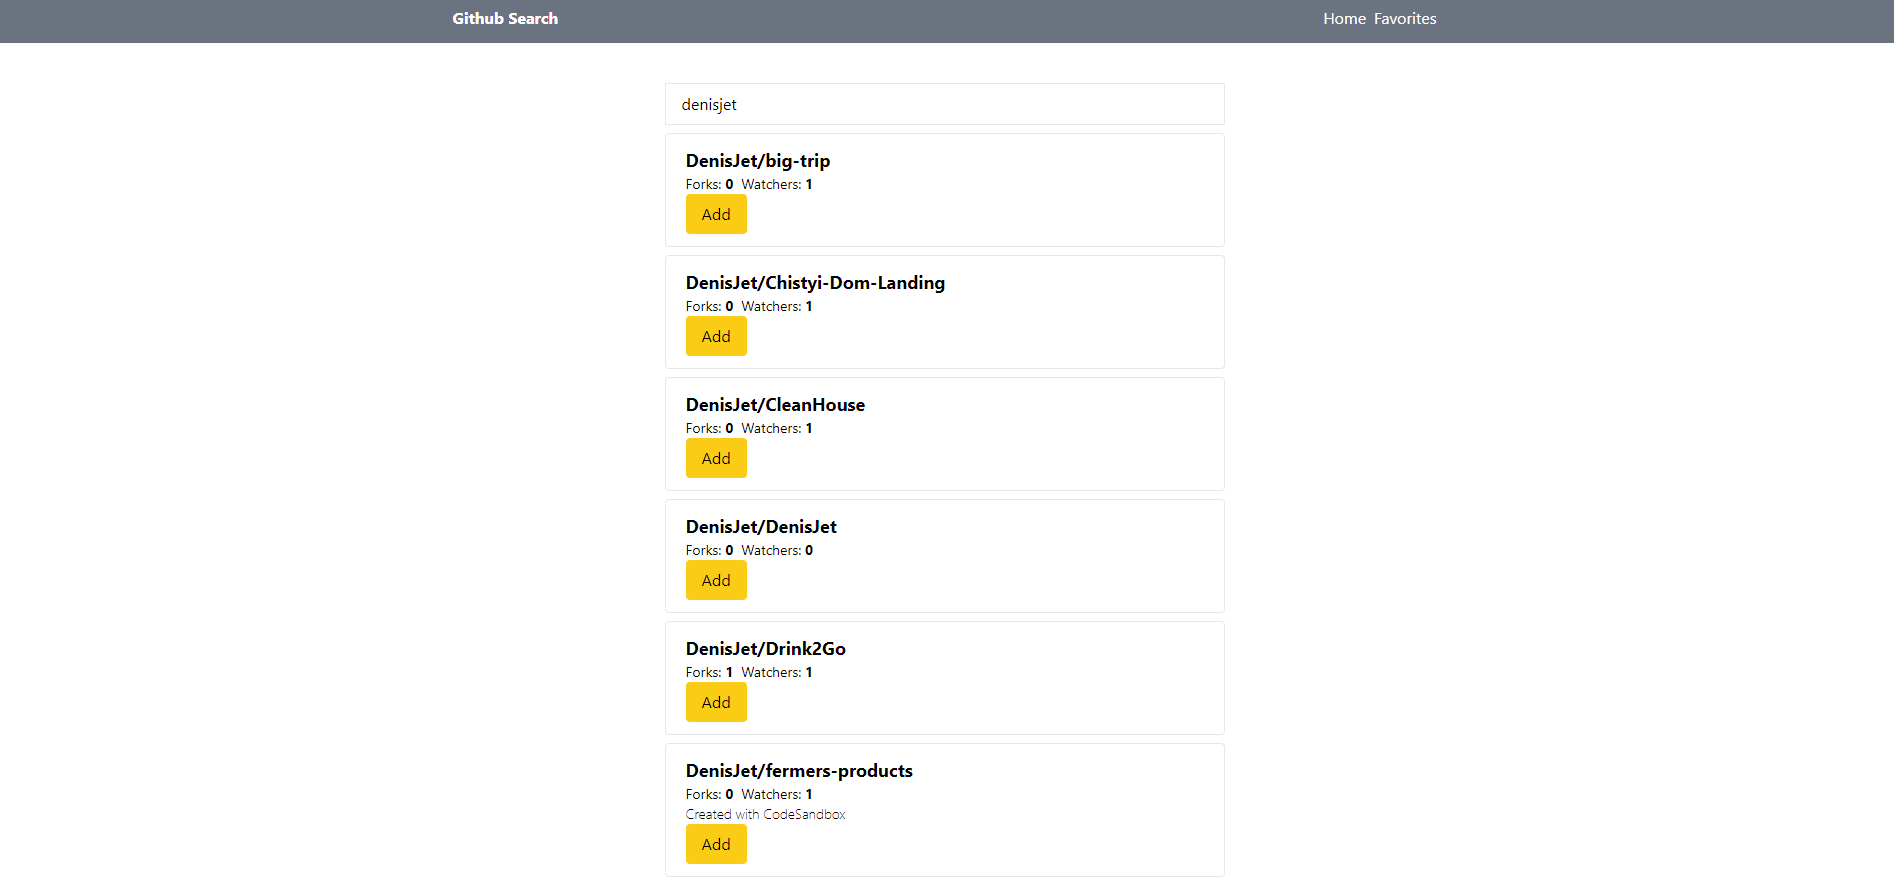 Github Search
Home Favorites
denisjet
DenisJet/big-trip
Forks: 0 Watchers: 1
Add
DenisJet/Chistyi-Dom-Landing
Forks: 0 Watchers: 1
Add
DenisJet/CleanHouse
Forks: 0 Watchers: 1
Add
DenisJet/DenisJet
Forks: 0 Watchers: 0
Add
DenisJet/Drink2Go
Forks: 1 Watchers: 1
Add
DenisJet/fermers-products
Forks: 0 Watchers: 1
Created with CodeSandbox
Add